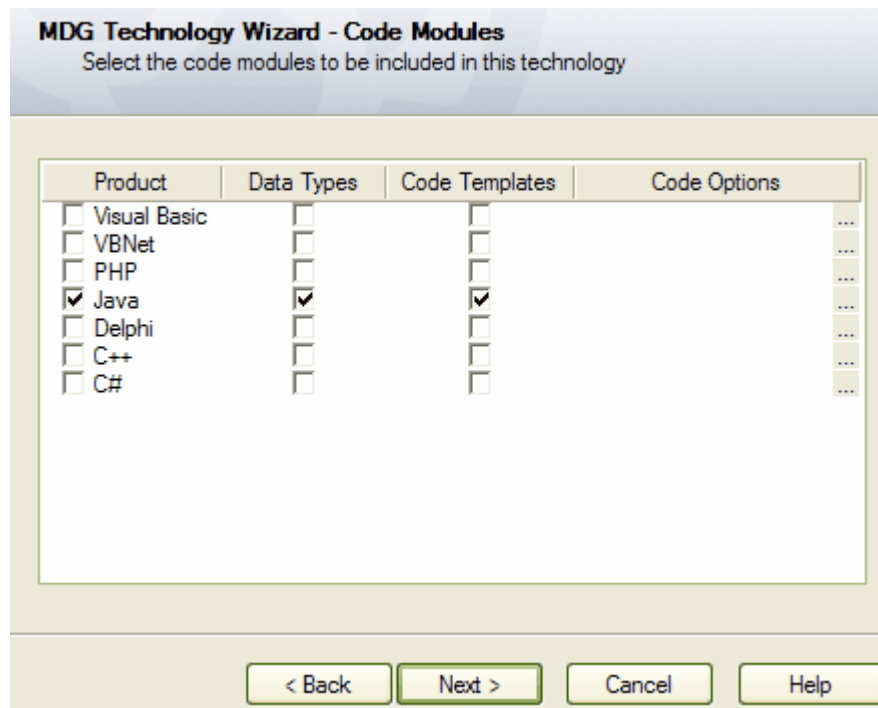 MDG Technology Wizard - Code Modules
Select the code modules to be included in this technology
Product Data Types Code Templates Code Options
Visual Basic ...
VBNet ...
PHP ...
Java ...
Delphi ...
C++ ...
C# ...
< Back Next > Cancel Help